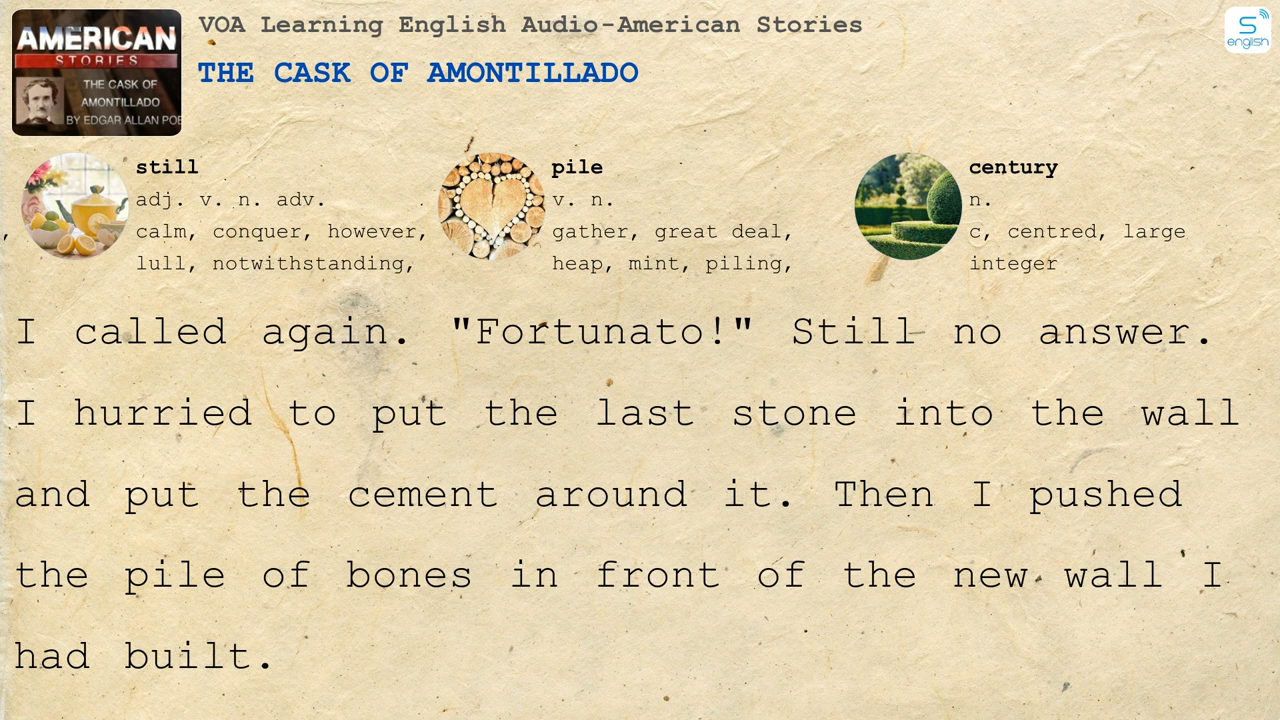 VOA Learning English Audio-American Stories
THE CASK OF AMONTILLADO
AMERICAN
STORIES
THE CASK OF
AMONTILLADO
BY EDGAR ALLAN POE
S
english
still
adj. v. n. adv.
calm, conquer, however,
lull, notwithstanding,
pile
v. n.
gather, great deal,
heap, mint, piling,
century
n.
c, centred, large
integer
I called again. "Fortunato!" Still no answer.
I hurried to put the last stone into the wall
and put the cement around it. Then I pushed
the pile of bones in front of the new wall I
had built.